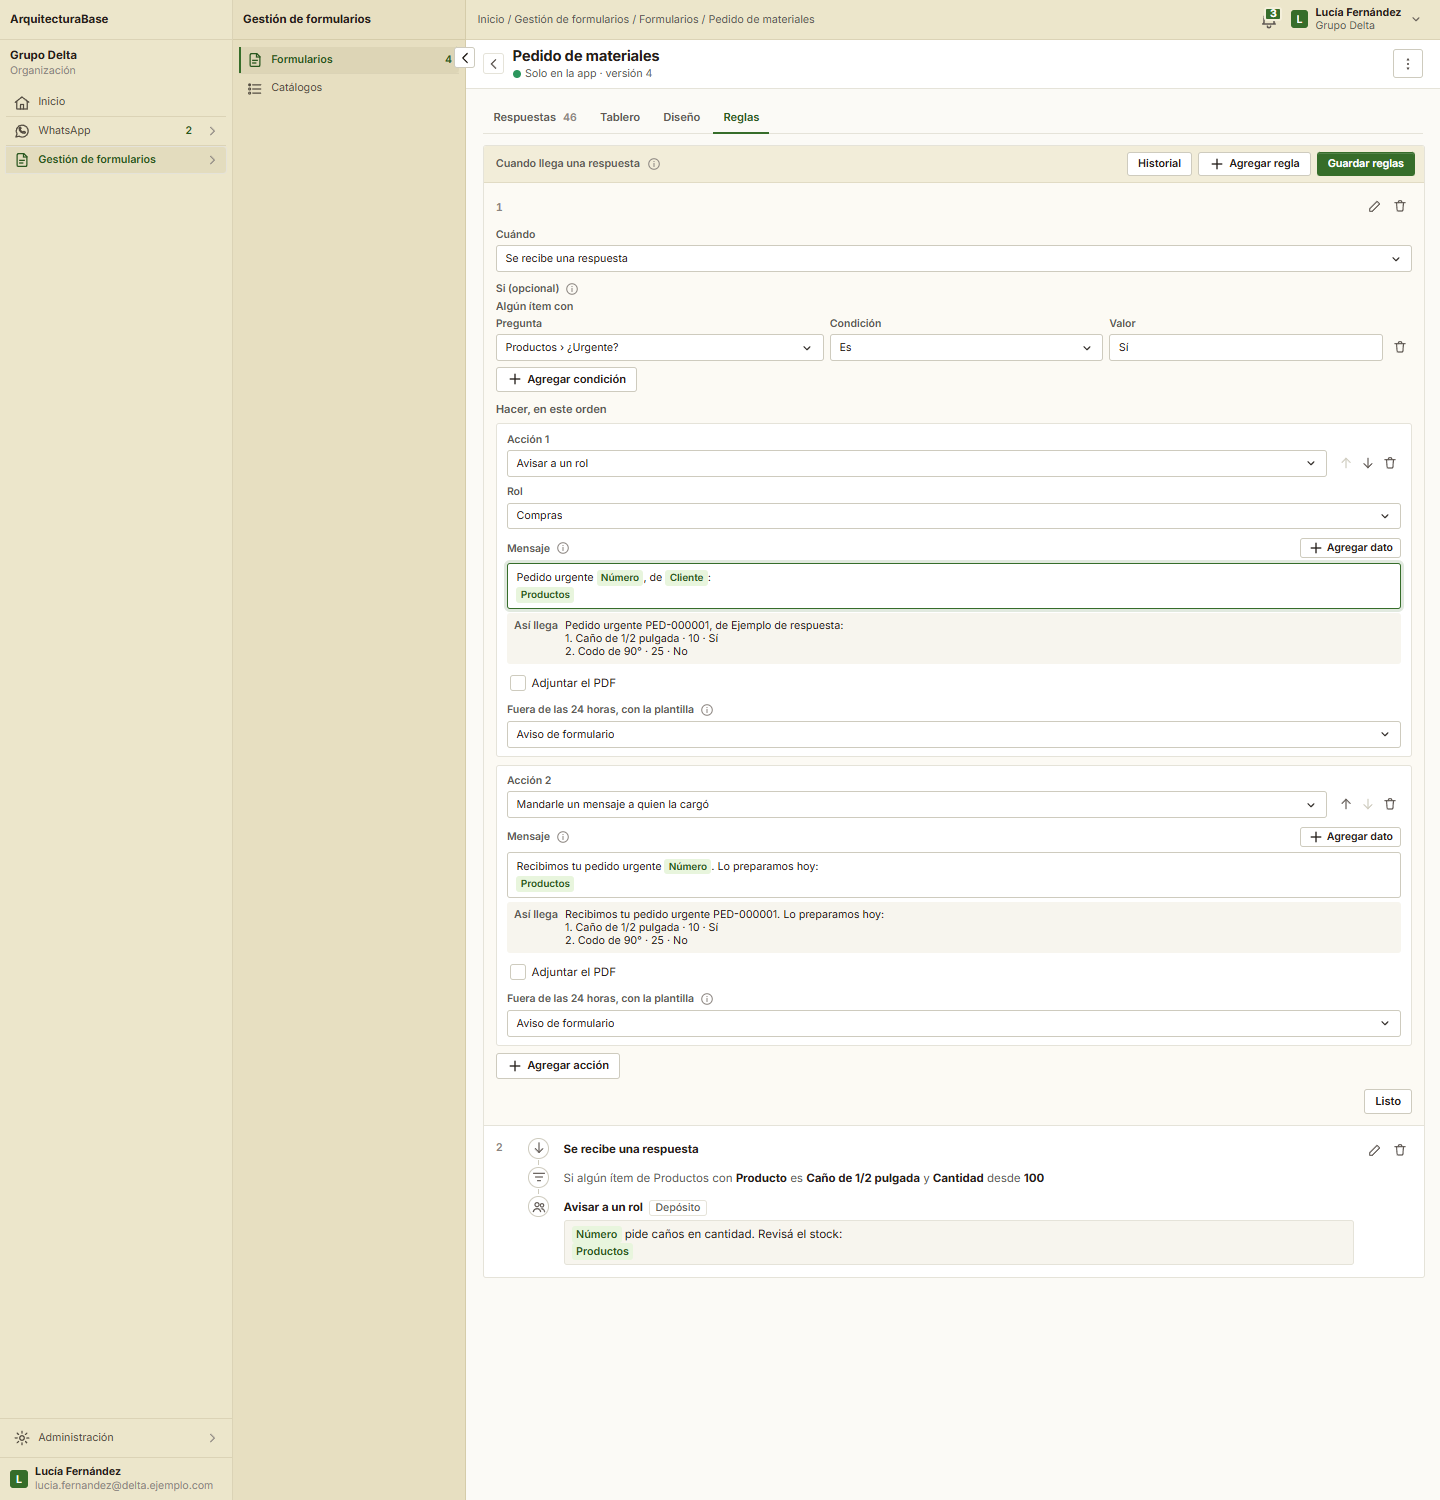 ArquitecturaBase
Grupo Delta
Organización
Inicio
WhatsApp 2
Gestión de formularios
Administración
L Lucía Fernández
lucia.fernandez@delta.ejemplo.com
Gestión de formularios
Formularios 4
Catálogos
Inicio / Gestión de formularios / Formularios / Pedido de materiales
3
L Lucía Fernández
Grupo Delta
Pedido de materiales
Solo en la app · versión 4
Respuestas 46 Tablero Diseño Reglas
Cuando llega una respuesta Historial Agregar regla Guardar reglas
1
Cuándo
Se recibe una respuesta
Si (opcional)
Algún ítem con
Pregunta Condición Valor
Productos › ¿Urgente? Es Sí
Agregar condición
Hacer, en este orden
Acción 1
Avisar a un rol
Rol
Compras
Mensaje Agregar dato
Pedido urgente Número, de Cliente:
Productos
Así llega Pedido urgente PED-000001, de Ejemplo de respuesta:
1. Caño de 1/2 pulgada · 10 · Sí
2. Codo de 90° · 25 · No
Adjuntar el PDF
Fuera de las 24 horas, con la plantilla
Aviso de formulario
Acción 2
Mandarle un mensaje a quien la cargó
Mensaje Agregar dato
Recibimos tu pedido urgente Número. Lo preparamos hoy:
Productos
Así llega Recibimos tu pedido urgente PED-000001. Lo preparamos hoy:
1. Caño de 1/2 pulgada · 10 · Sí
2. Codo de 90° · 25 · No
Adjuntar el PDF
Fuera de las 24 horas, con la plantilla
Aviso de formulario
Agregar acción
Listo
2 Se recibe una respuesta
Si algún ítem de Productos con Producto es Caño de 1/2 pulgada y Cantidad desde 100
Avisar a un rol Depósito
Número pide caños en cantidad. Revisá el stock:
Productos